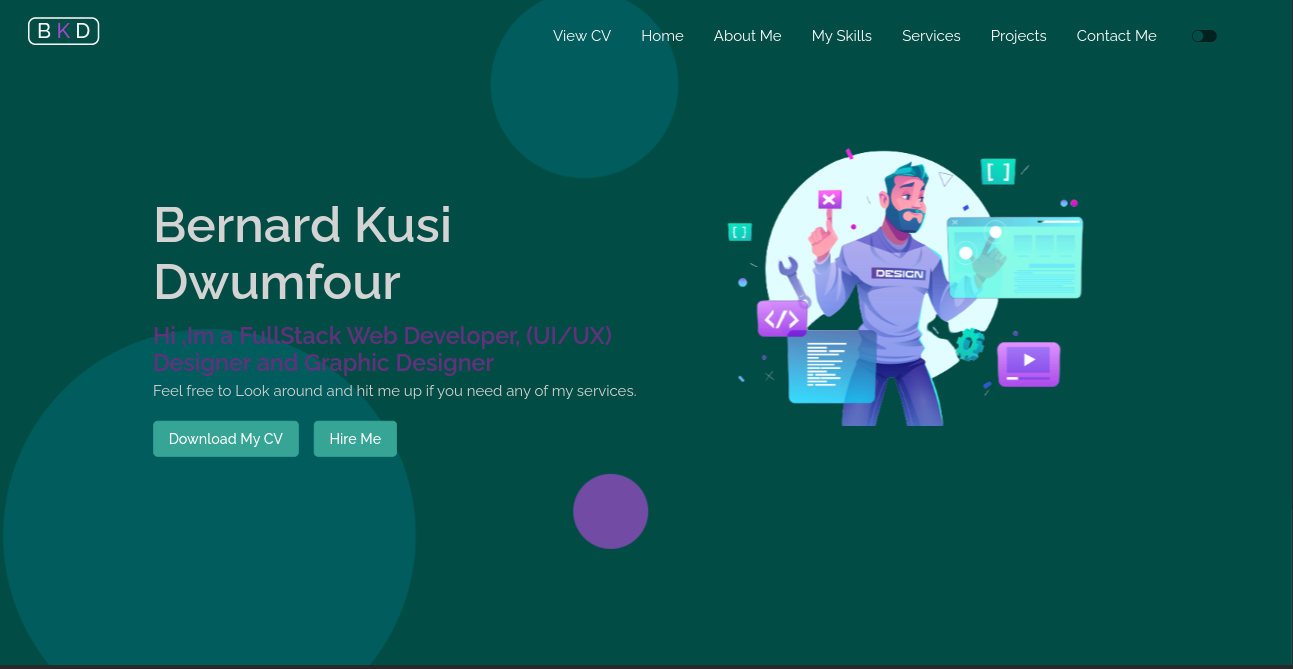 BKD
View CV Home About Me My Skills Services Projects Contact Me
Bernard Kusi
Dwumfour
Hi ,Im a FullStack Web Developer, (UI/UX)
Designer and Graphic Designer
Feel free to Look around and hit me up if you need any of my services.
Download My CV Hire Me
[ ]
[ ]
DESIGN
</>